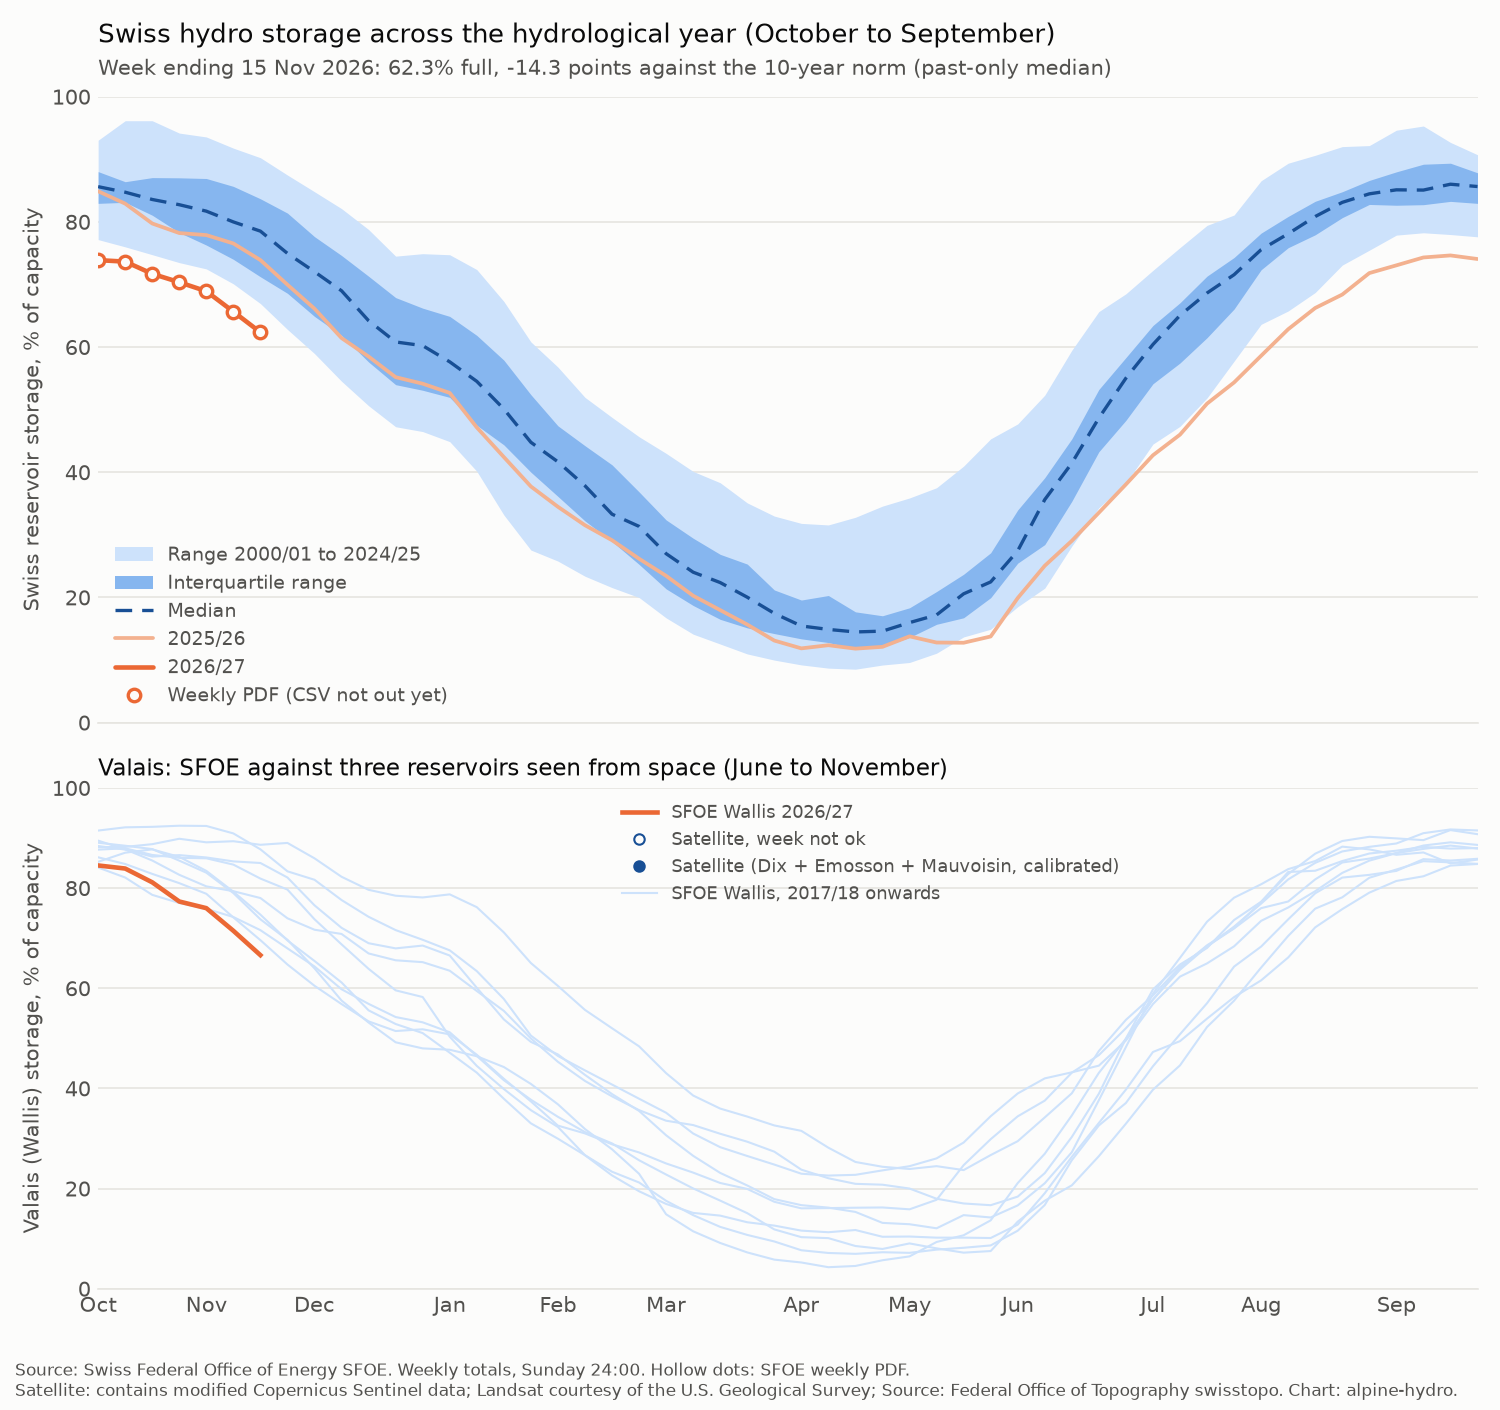 Swiss hydro storage across the hydrological year (October to September)
Week ending 15 Nov 2026: 62.3% full, -14.3 points against the 10-year norm (past-only median)
100
80
60
40
20
0
Swiss reservoir storage, % of capacity
Range 2000/01 to 2024/25
Interquartile range
Median
2025/26
2026/27
Weekly PDF (CSV not out yet)
Valais: SFOE against three reservoirs seen from space (June to November)
100
80
60
40
20
0
Valais (Wallis) storage, % of capacity
SFOE Wallis 2026/27
Satellite, week not ok
Satellite (Dix + Emosson + Mauvoisin, calibrated)
SFOE Wallis, 2017/18 onwards
Oct Nov Dec Jan Feb Mar Apr May Jun Jul Aug Sep
Source: Swiss Federal Office of Energy SFOE. Weekly totals, Sunday 24:00. Hollow dots: SFOE weekly PDF.
Satellite: contains modified Copernicus Sentinel data; Landsat courtesy of the U.S. Geological Survey; Source: Federal Office of Topography swisstopo. Chart: alpine-hydro.